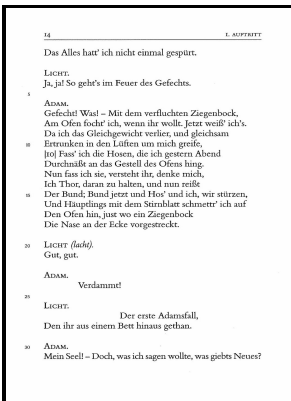 14 I. AUFTRITT
Das Alles hatt' ich nicht einmal gespürt.
LICHT.
Ja, ja! So geht's im Feuer des Gefechts.
5
ADAM.
Gefecht! Was! – Mit dem verfluchten Ziegenbock,
Am Ofen focht' ich, wenn ihr wollt. Jetzt weiß' ich's.
Da ich das Gleichgewicht verlier, und gleichsam
10 Ertrunken in den Lüften um mich greife,
|10| Fass' ich die Hosen, die ich gestern Abend
Durchnäßt an das Gestell des Ofens hing.
Nun fass ich sie, versteht ihr, denke mich,
Ich Thor, daran zu halten, und nun reißt
15 Der Bund; Bund jetzt und Hos' und ich, wir stürzen,
Und Häuptlings mit dem Stirnblatt schmettr' ich auf
Den Ofen hin, just wo ein Ziegenbock
Die Nase an der Ecke vorgestreckt.
20 LICHT (lacht).
Gut, gut.
ADAM.
Verdammt!
25
LICHT.
Der erste Adamsfall,
Den ihr aus einem Bett hinaus gethan.
30 ADAM.
Mein Seel! – Doch, was ich sagen wollte, was giebts Neues?